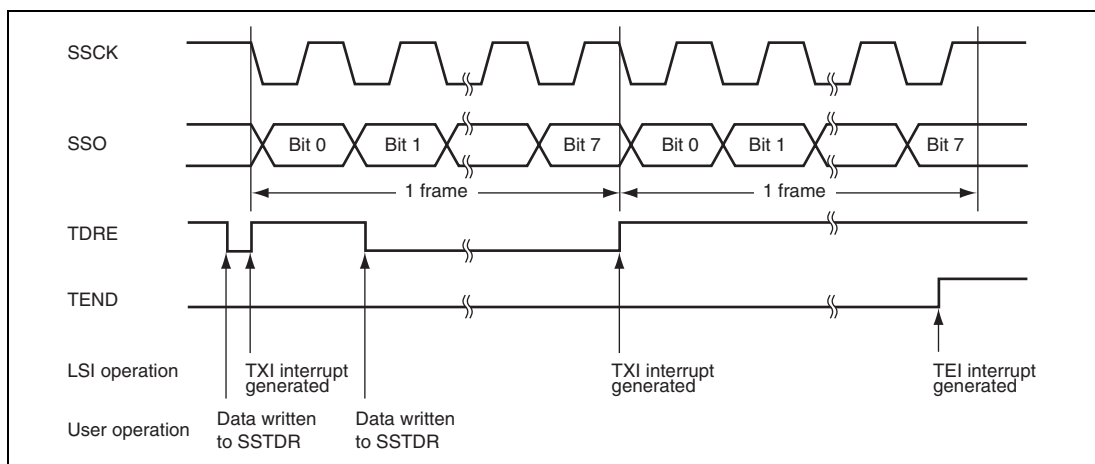 SSCK
SSO
Bit 0
Bit 1
Bit 7
Bit 0
Bit 1
Bit 7
1 frame
1 frame
TDRE
TEND
LSI operation
TXI interrupt
generated
TXI interrupt
generated
TEI interrupt
generated
User operation
Data written
to SSTDR
Data written
to SSTDR